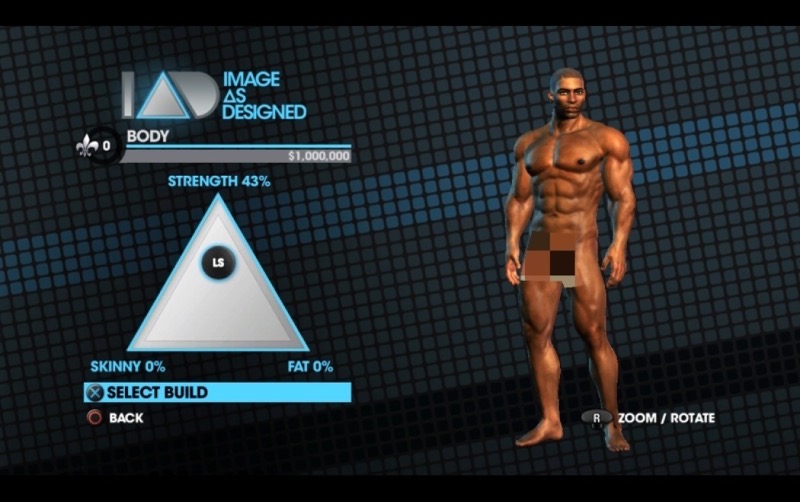 IAD
IMAGE
AS
DESIGNED
BODY
0
$1,000,000
STRENGTH 43%
LS
SKINNY 0%
FAT 0%
SELECT BUILD
BACK
R
ZOOM / ROTATE